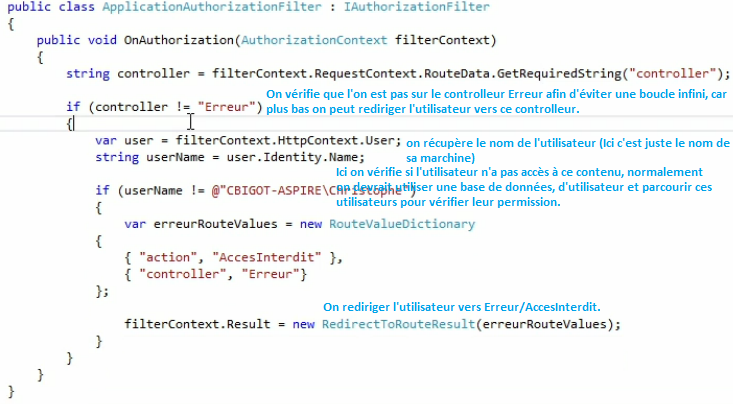 public class ApplicationAuthorizationFilter : IAuthorizationFilter
{
public void OnAuthorization(AuthorizationContext filterContext)
{
string controller = filterContext.RequestContext.RouteData.GetRequiredString("controller");
On vérifie que l'on est pas sur le controlleur Erreur afin d'éviter une boucle infini, car
if (controller != "Erreur")
plus bas on peut rediriger l'utilisateur vers ce controlleur.
{
var user = filterContext.HttpContext.User; on récupère le nom de l'utilisateur (Ici c'est juste le nom de
string userName = user.Identity.Name; sa marchine)
Ici on vérifie si l'utilisateur n'a pas accès à ce contenu, normalement
if (userName != @"CBIGOT-ASPIRE\Christophe")
on devrait utiliser une base de données, d'utilisateur et parcourir ces
{
utilisateurs pour vérifier leur permission.
var erreurRouteValues = new RouteValueDictionary
{
{ "action", "AccesInterdit" },
{ "controller", "Erreur"}
};
On rediriger l'utilisateur vers Erreur/AccesInterdit.
filterContext.Result = new RedirectToRouteResult(erreurRouteValues);
}
}
}
}